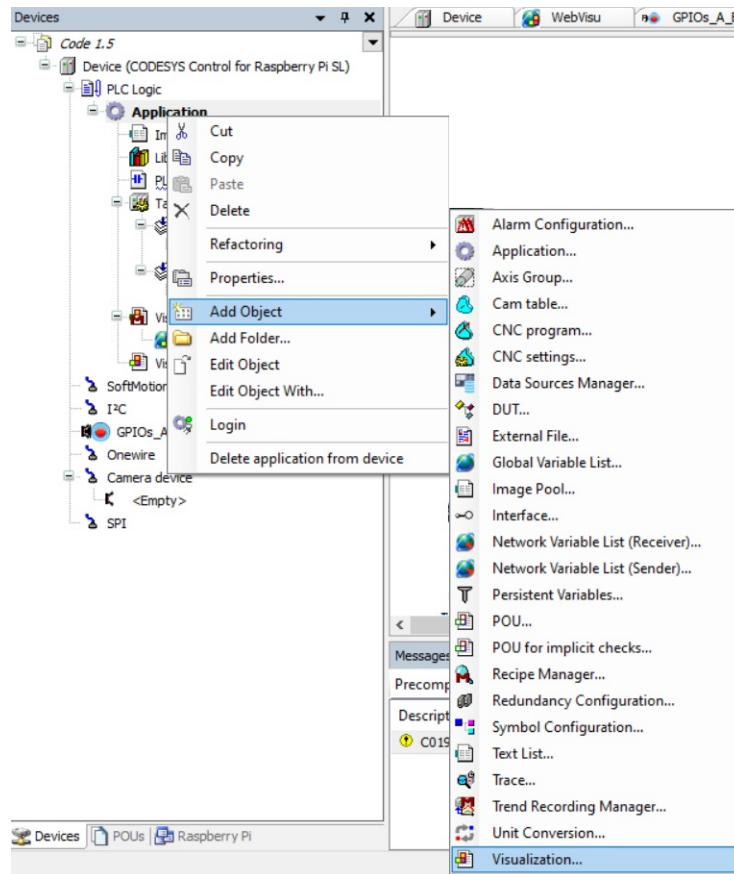 Devices
Device
WebVisu
Code 1.5
Device (CODESYS Control for Raspberry Pi SL)
PLC Logic
Application
SoftMotion
I²C
GPIOs_A
Onewire
Camera device
<Empty>
SPI
Cut
Copy
Paste
Delete
Refactoring
Properties...
Add Object
Add Folder...
Edit Object
Edit Object With...
Login
Delete application from device
Alarm Configuration...
Application...
Axis Group...
Cam table...
CNC program...
CNC settings...
Data Sources Manager...
DUT...
External File...
Global Variable List...
Image Pool...
Interface...
Network Variable List (Receiver)...
Network Variable List (Sender)...
Persistent Variables...
POU...
POU for implicit checks...
Recipe Manager...
Redundancy Configuration...
Symbol Configuration...
Text List...
Trace...
Trend Recording Manager...
Unit Conversion...
Visualization...
Messages
Precomp
Descript
C019
Devices
POUs
Raspberry Pi